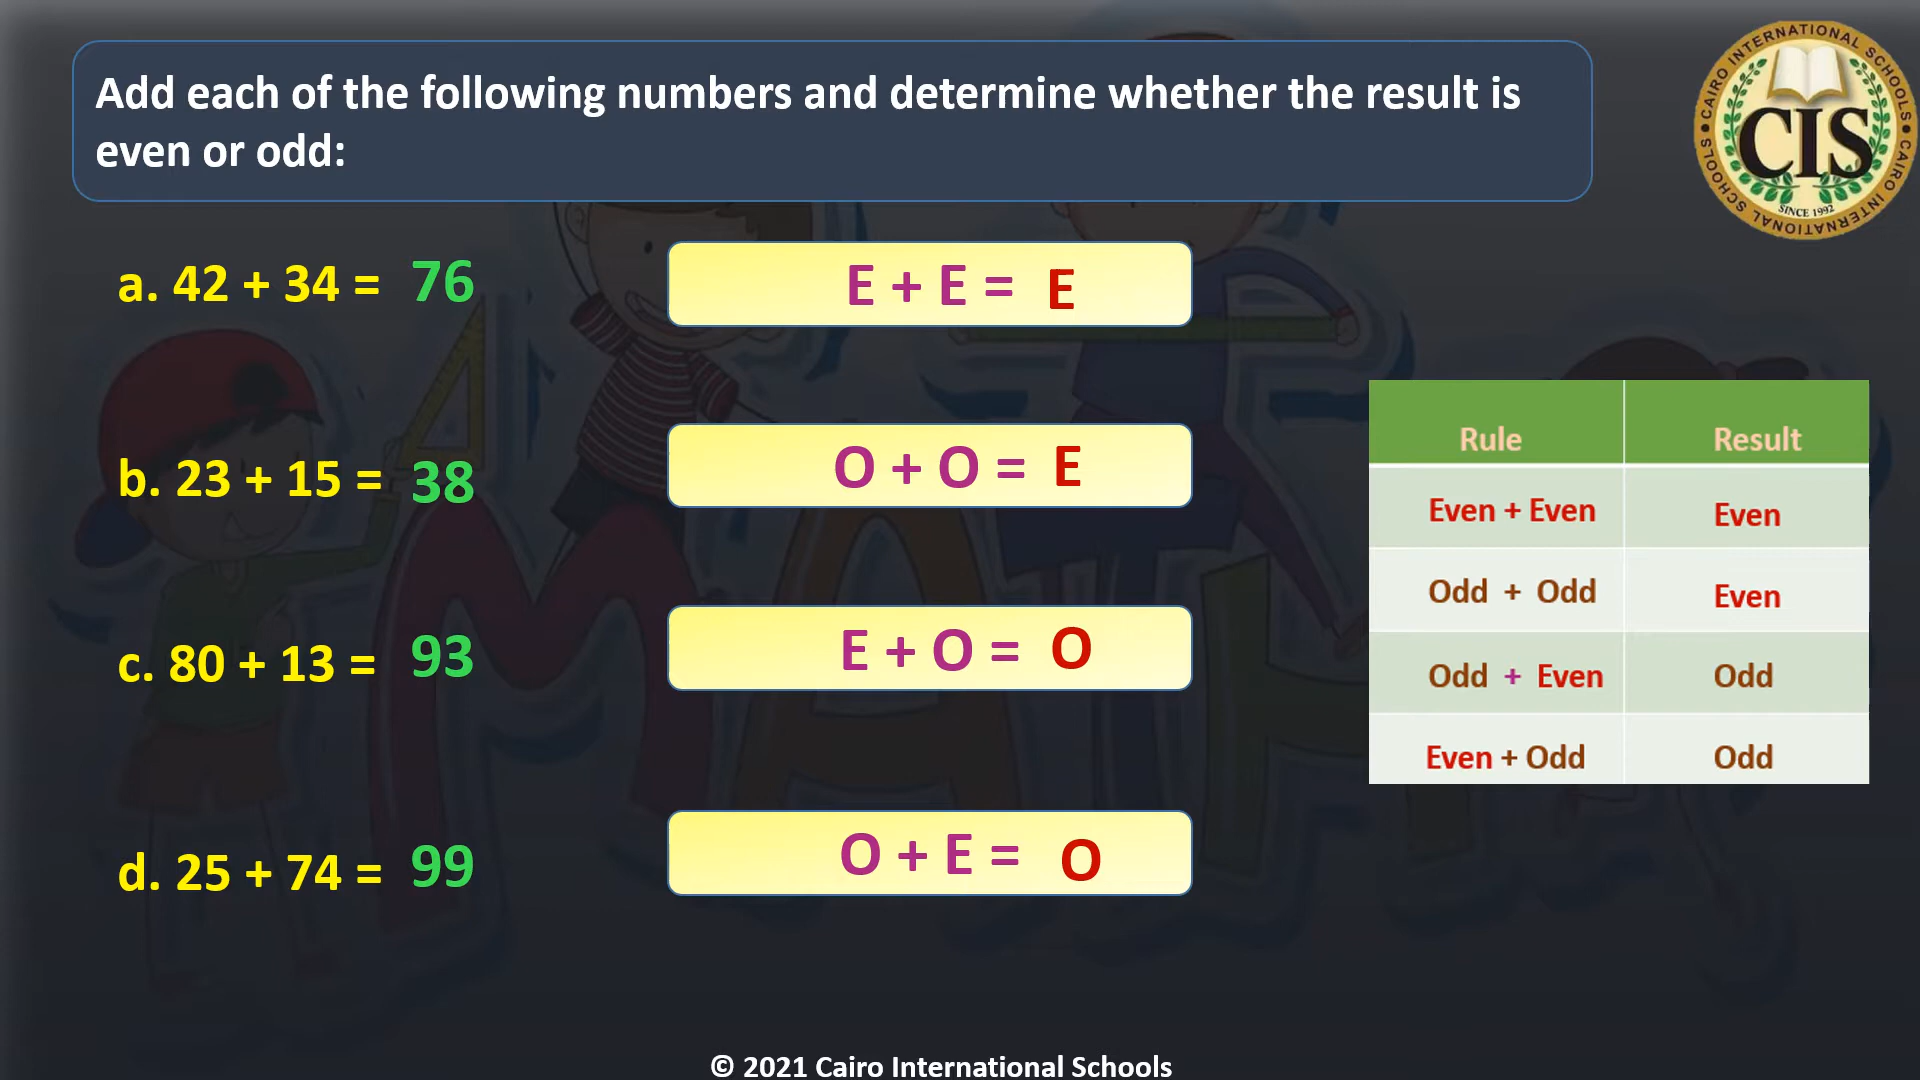 Add each of the following numbers and determine whether the result is
even or odd:
CAIRO INTERNATIONAL SCHOOLS • CAIRO INTERNATIONAL SCHOOLS •
CIS
SINCE 1992
a. 42 + 34 = 76
E + E = E
b. 23 + 15 = 38
O + O = E
c. 80 + 13 = 93
E + O = O
d. 25 + 74 = 99
O + E = O
Rule Result
Even + Even Even
Odd + Odd Even
Odd + Even Odd
Even + Odd Odd
MATH
© 2021 Cairo International Schools